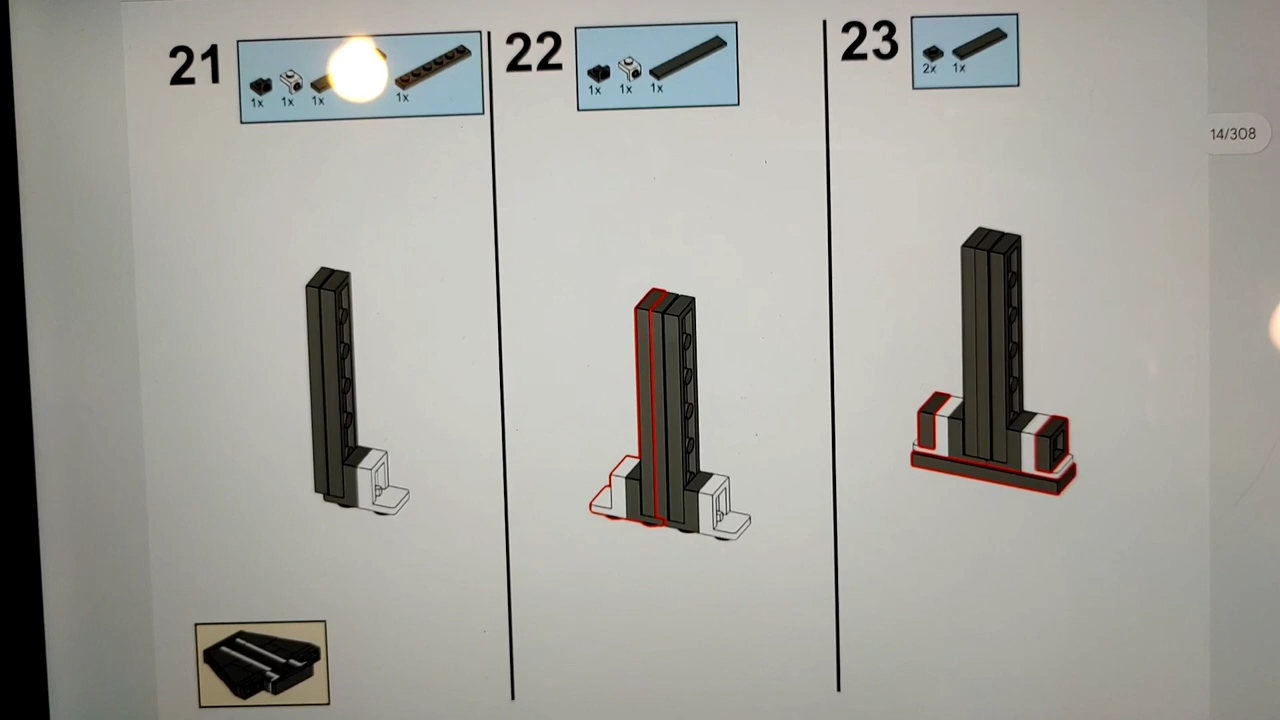 21
1x 1x 1x 1x
22
1x 1x 1x
23
2x 1x
14/308